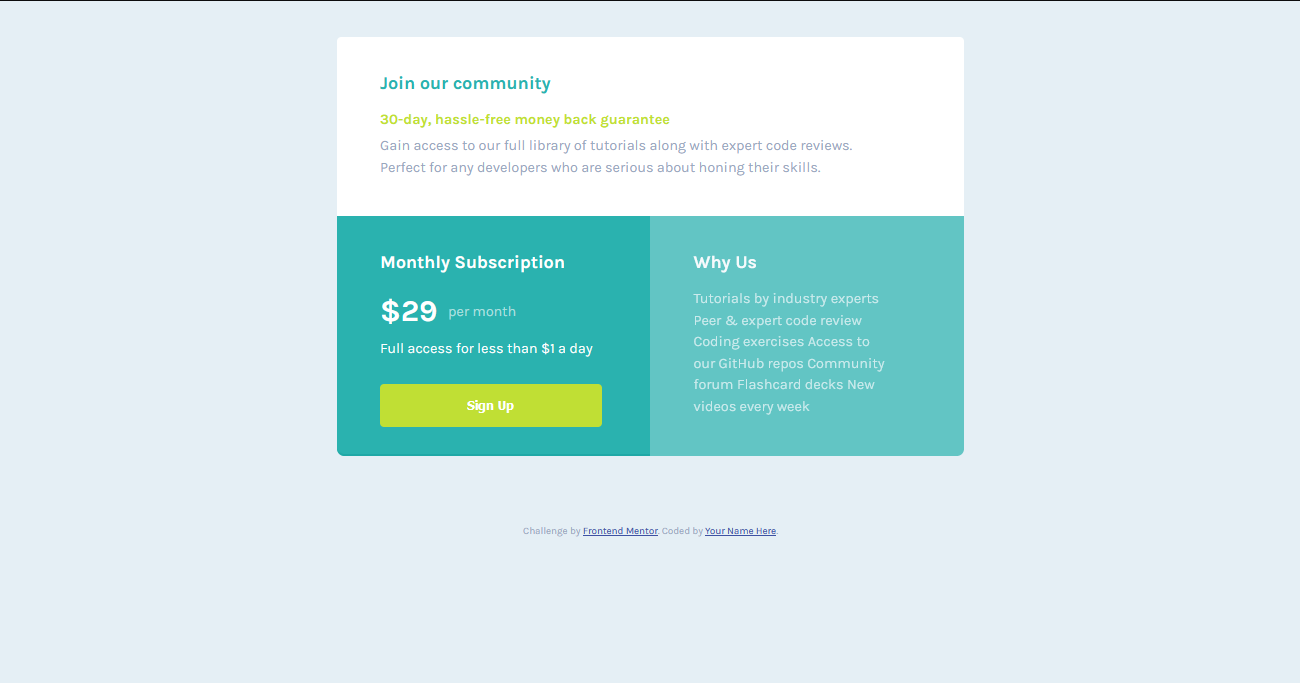 Join our community
30-day, hassle-free money back guarantee
Gain access to our full library of tutorials along with expert code reviews.
Perfect for any developers who are serious about honing their skills.
Monthly Subscription
$29 per month
Full access for less than $1 a day
Sign Up
Why Us
Tutorials by industry experts
Peer & expert code review
Coding exercises Access to
our GitHub repos Community
forum Flashcard decks New
videos every week
Challenge by Frontend Mentor. Coded by Your Name Here.